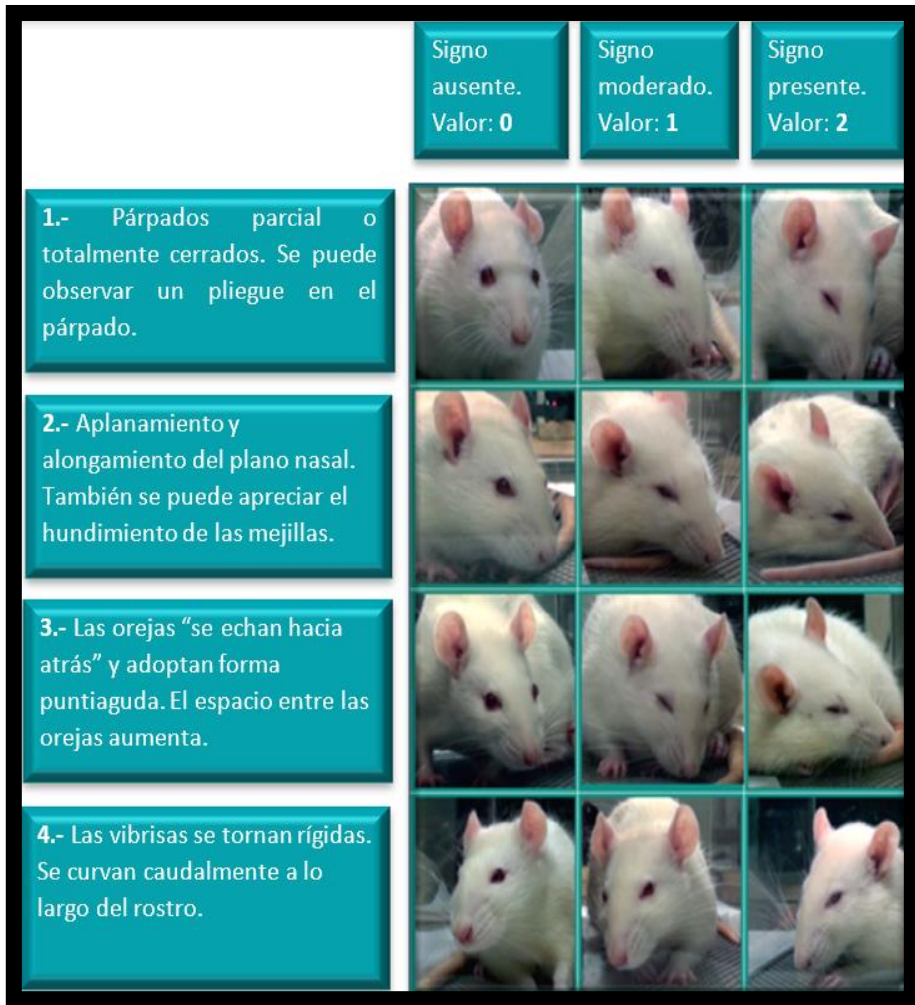 Signo
ausente.
Valor: 0
Signo
moderado.
Valor: 1
Signo
presente.
Valor: 2
1.- Párpados parcial o
totalmente cerrados. Se puede
observar un pliegue en el
párpado.
2.- Aplanamiento y
alongamiento del plano nasal.
También se puede apreciar el
hundimiento de las mejillas.
3.- Las orejas “se echan hacia
atrás” y adoptan forma
puntiaguda. El espacio entre las
orejas aumenta.
4.- Las vibrisas se tornan rígidas.
Se curvan caudalmente a lo
largo del rostro.